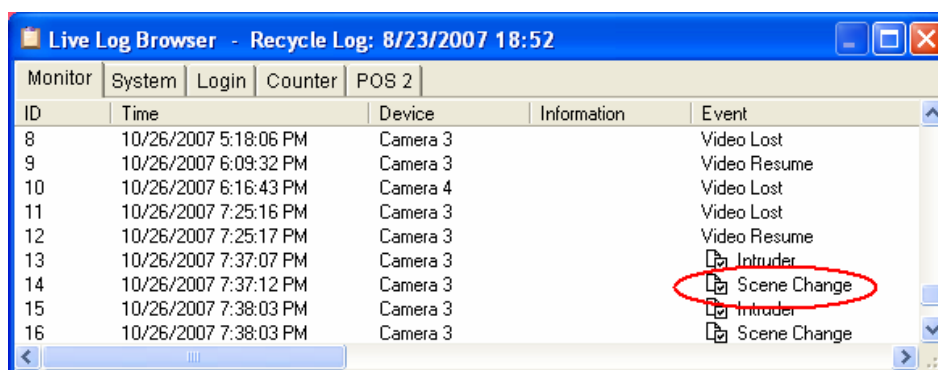 Live Log Browser - Recycle Log: 8/23/2007 18:52
Monitor System Login Counter POS 2
ID Time Device Information Event
8 10/26/2007 5:18:06 PM Camera 3 Video Lost
9 10/26/2007 6:09:32 PM Camera 3 Video Resume
10 10/26/2007 6:16:43 PM Camera 4 Video Lost
11 10/26/2007 7:25:16 PM Camera 3 Video Lost
12 10/26/2007 7:25:17 PM Camera 3 Video Resume
13 10/26/2007 7:37:07 PM Camera 3 Intruder
14 10/26/2007 7:37:12 PM Camera 3 Scene Change
15 10/26/2007 7:38:03 PM Camera 3 Intruder
16 10/26/2007 7:38:03 PM Camera 3 Scene Change